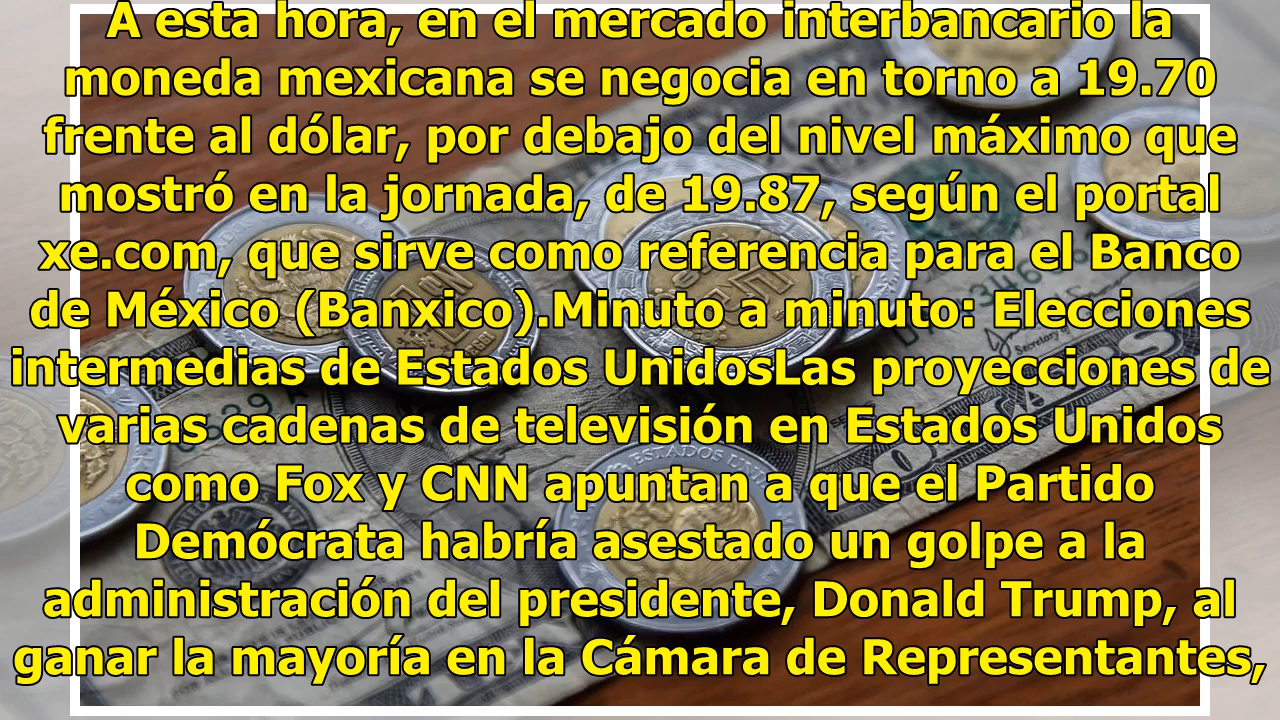 A esta hora, en el mercado interbancario la
moneda mexicana se negocia en torno a 19.70
frente al dólar, por debajo del nivel máximo que
mostró en la jornada, de 19.87, según el portal
xe.com, que sirve como referencia para el Banco
de México (Banxico).Minuto a minuto: Elecciones
intermedias de Estados UnidosLas proyecciones de
varias cadenas de televisión en Estados Unidos
como Fox y CNN apuntan a que el Partido
Demócrata habría asestado un golpe a la
administración del presidente, Donald Trump, al
ganar la mayoría en la Cámara de Representantes,